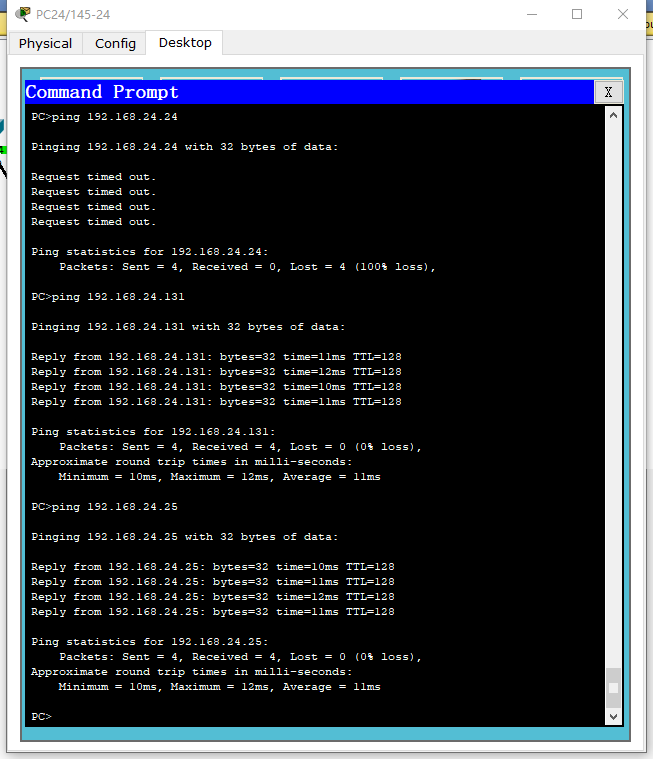 PC24/145-24
Physical Config Desktop
Command Prompt X
PC>ping 192.168.24.24
Pinging 192.168.24.24 with 32 bytes of data:
Request timed out.
Request timed out.
Request timed out.
Request timed out.
Ping statistics for 192.168.24.24:
Packets: Sent = 4, Received = 0, Lost = 4 (100% loss),
PC>ping 192.168.24.131
Pinging 192.168.24.131 with 32 bytes of data:
Reply from 192.168.24.131: bytes=32 time=11ms TTL=128
Reply from 192.168.24.131: bytes=32 time=12ms TTL=128
Reply from 192.168.24.131: bytes=32 time=10ms TTL=128
Reply from 192.168.24.131: bytes=32 time=11ms TTL=128
Ping statistics for 192.168.24.131:
Packets: Sent = 4, Received = 4, Lost = 0 (0% loss),
Approximate round trip times in milli-seconds:
Minimum = 10ms, Maximum = 12ms, Average = 11ms
PC>ping 192.168.24.25
Pinging 192.168.24.25 with 32 bytes of data:
Reply from 192.168.24.25: bytes=32 time=10ms TTL=128
Reply from 192.168.24.25: bytes=32 time=11ms TTL=128
Reply from 192.168.24.25: bytes=32 time=12ms TTL=128
Reply from 192.168.24.25: bytes=32 time=11ms TTL=128
Ping statistics for 192.168.24.25:
Packets: Sent = 4, Received = 4, Lost = 0 (0% loss),
Approximate round trip times in milli-seconds:
Minimum = 10ms, Maximum = 12ms, Average = 11ms
PC>